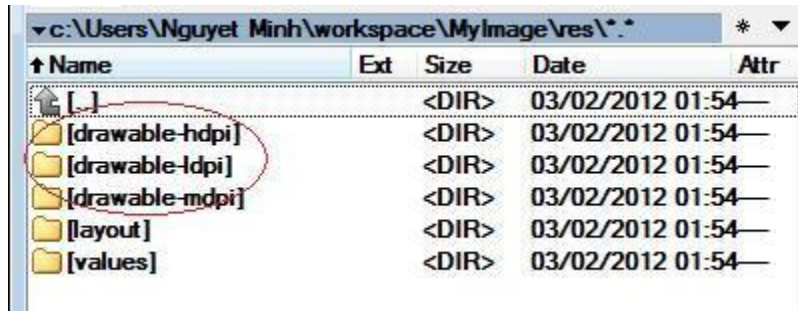 c:\Users\Nguyet Minh\workspace\MyImage\res\*.* * ▼
Name Ext Size Date Attr
[..] <DIR> 03/02/2012 01:54 —
[drawable-hdpi] <DIR> 03/02/2012 01:54 —
[drawable-ldpi] <DIR> 03/02/2012 01:54 —
[drawable-mdpi] <DIR> 03/02/2012 01:54 —
[layout] <DIR> 03/02/2012 01:54 —
[values] <DIR> 03/02/2012 01:54 —